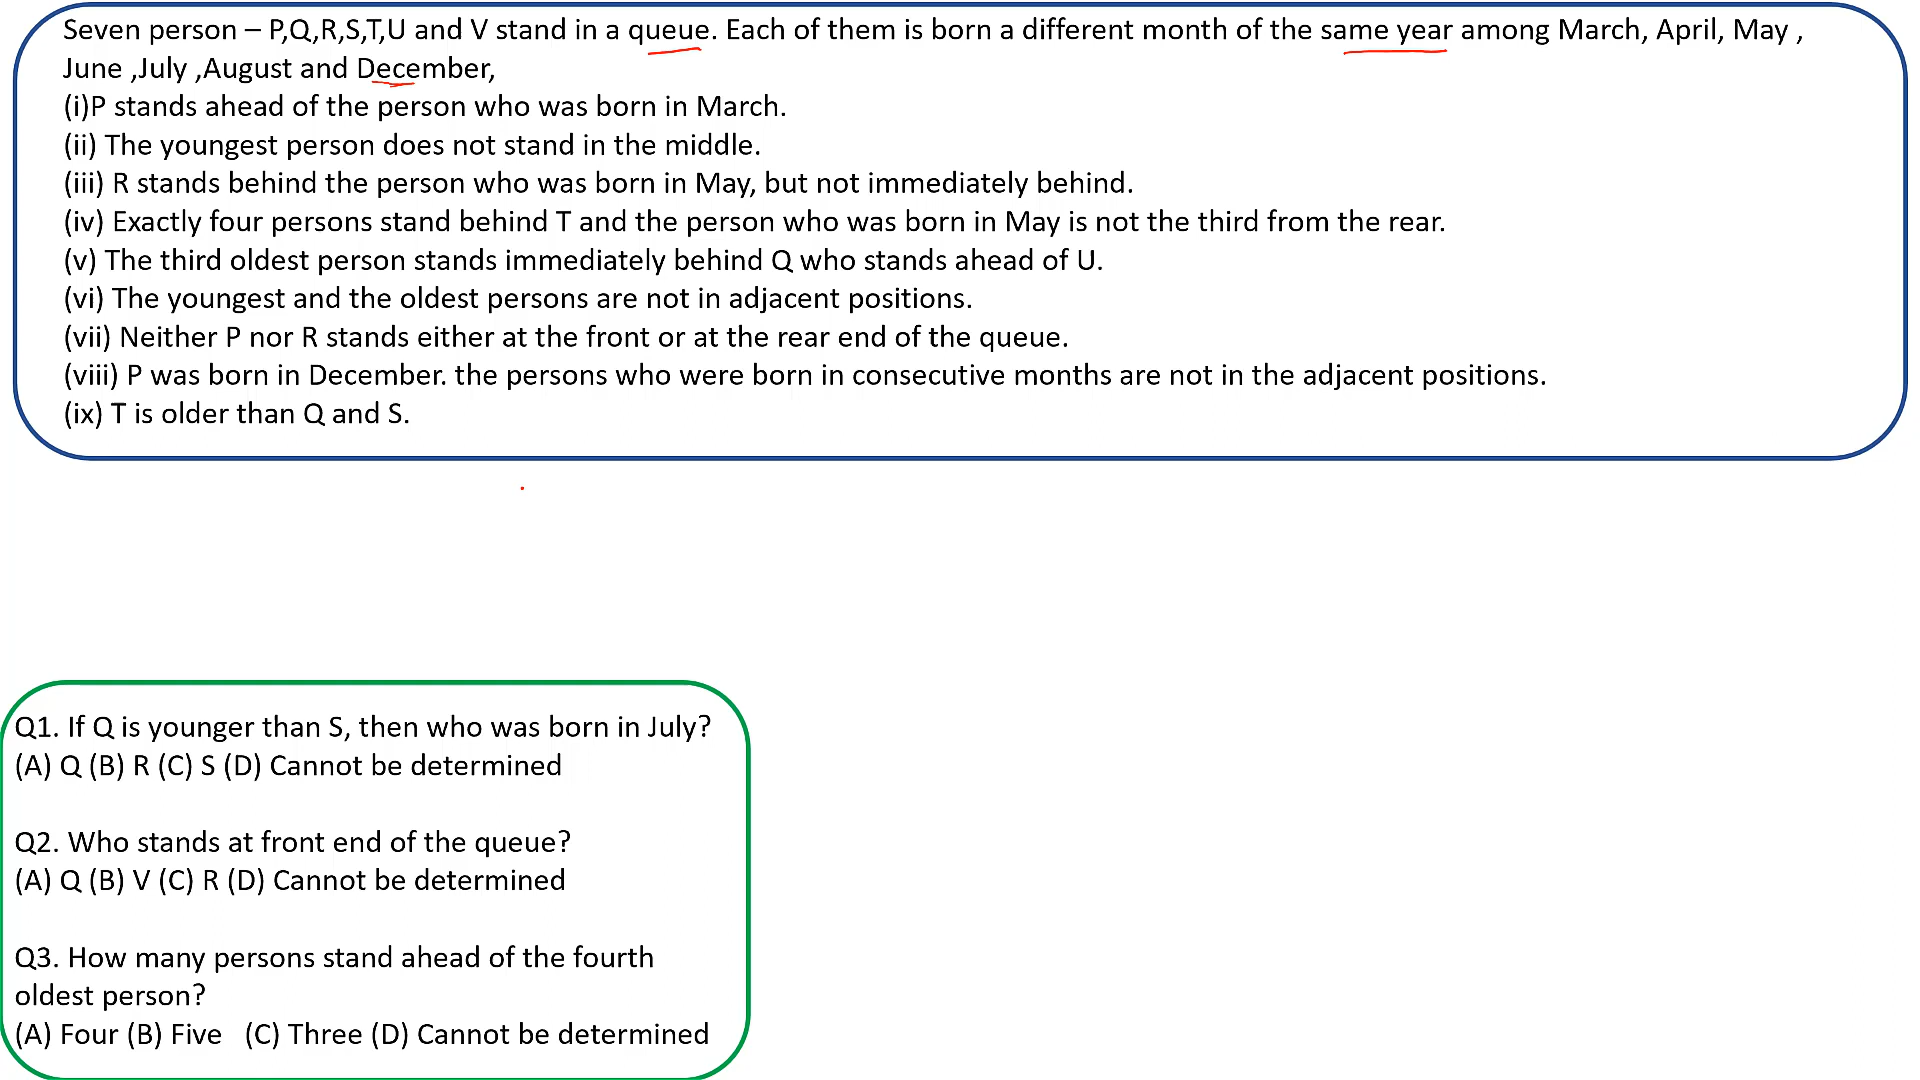 Seven person – P,Q,R,S,T,U and V stand in a queue. Each of them is born a different month of the same year among March, April, May ,
June ,July ,August and December,
(i)P stands ahead of the person who was born in March.
(ii) The youngest person does not stand in the middle.
(iii) R stands behind the person who was born in May, but not immediately behind.
(iv) Exactly four persons stand behind T and the person who was born in May is not the third from the rear.
(v) The third oldest person stands immediately behind Q who stands ahead of U.
(vi) The youngest and the oldest persons are not in adjacent positions.
(vii) Neither P nor R stands either at the front or at the rear end of the queue.
(viii) P was born in December. the persons who were born in consecutive months are not in the adjacent positions.
(ix) T is older than Q and S.
Q1. If Q is younger than S, then who was born in July?
(A) Q (B) R (C) S (D) Cannot be determined
Q2. Who stands at front end of the queue?
(A) Q (B) V (C) R (D) Cannot be determined
Q3. How many persons stand ahead of the fourth
oldest person?
(A) Four (B) Five (C) Three (D) Cannot be determined